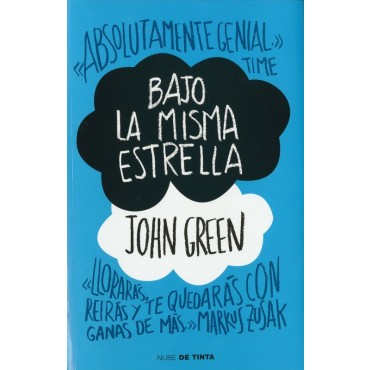 «ABSOLUTAMENTE GENIAL.»
TIME
BAJO
LA MISMA
ESTRELLA
JOHN GREEN
«LLORARÁS,
REIRÁS Y TE QUEDARÁS CON
GANAS DE MÁS» MARKUS ZUSAK
NUBE DE TINTA